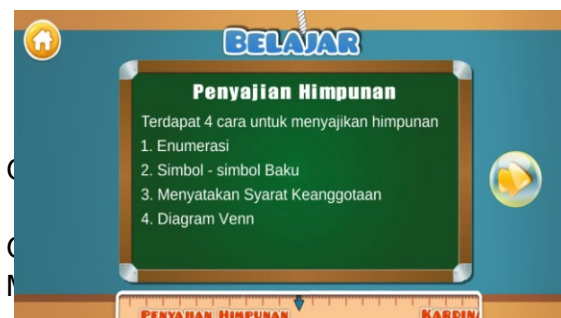 BELAJAR
Penyajian Himpunan
Terdapat 4 cara untuk menyajikan himpunan
1. Enumerasi
2. Simbol - simbol Baku
3. Menyatakan Syarat Keanggotaan
4. Diagram Venn
PENYAJIAN HIMPUNAN